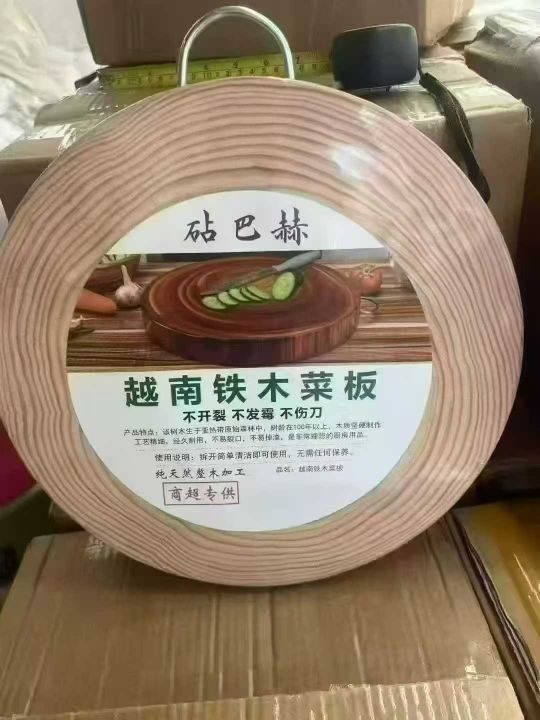 砧巴赫
越南铁木菜板
不开裂 不发霉 不伤刀
产品特点：该树木生于亚热带原始森林中，树龄在100年以上，木质坚硬制作
工艺精细，经久耐用，不易裂口，不易掉渣，是非常理想的厨房用品。
使用说明：拆开简单清洁即可使用，无需任何保养。
纯天然整木加工
品名：越南铁木菜板
商超专供